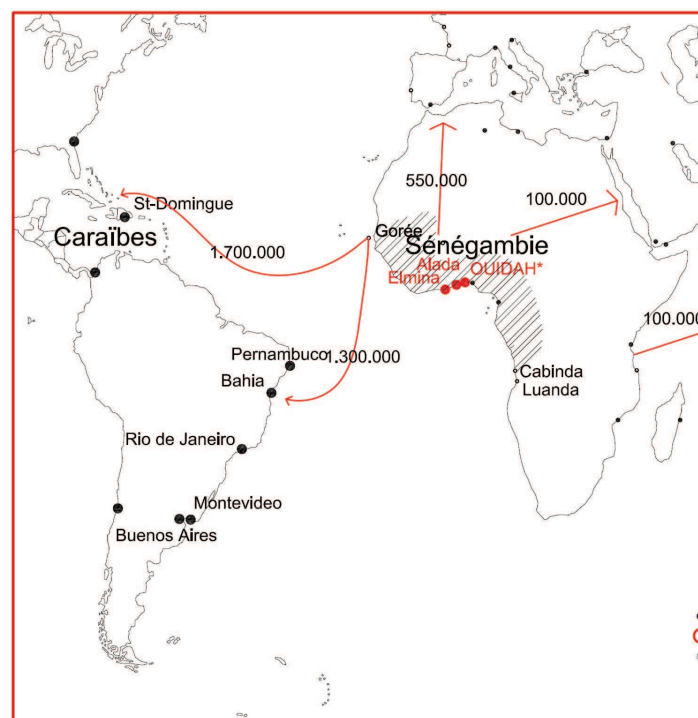 550.000
100.000
St-Domingue
Gorée
Caraïbes
Sénégambie
1.700.000
Alada
OUIDAH*
Elmina
100.000
Pernambuco
1.300.000
Bahia
Cabinda
Luanda
Rio de Janeiro
Montevideo
Buenos Aires